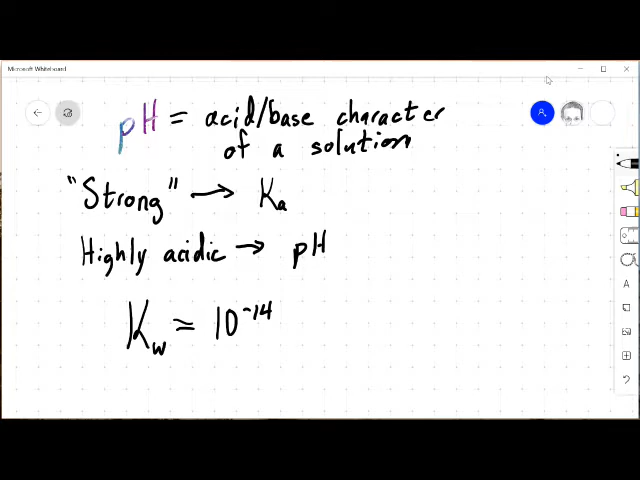 Microsoft Whiteboard
pH = acid/base character
of a solution
"Strong" → Ka
Highly acidic → pH
Kw = 10⁻¹⁴